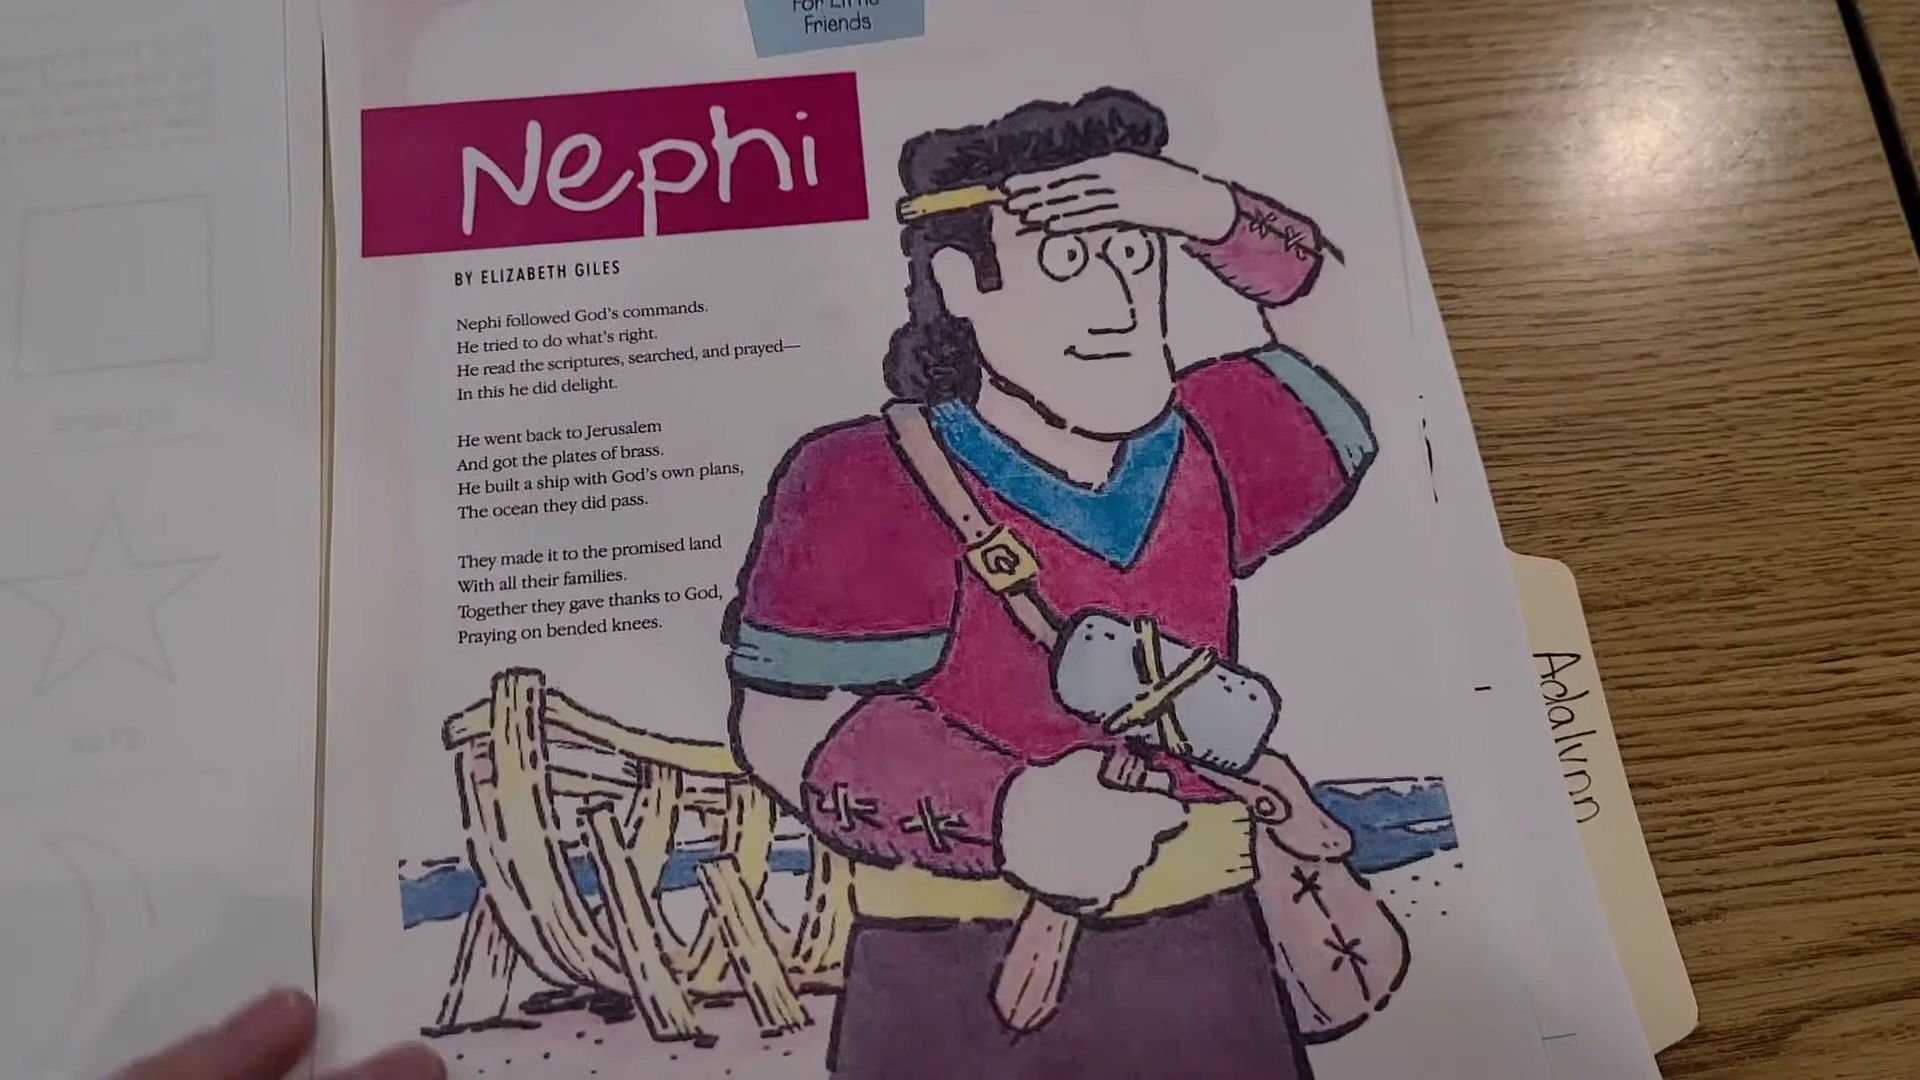 For Little
Friends
Nephi
BY ELIZABETH GILES
Nephi followed God's commands.
He tried to do what's right.
He read the scriptures, searched, and prayed—
In this he did delight.
He went back to Jerusalem
And got the plates of brass.
He built a ship with God's own plans,
The ocean they did pass.
They made it to the promised land
With all their families.
Together they gave thanks to God,
Praying on bended knees.
Adalynn